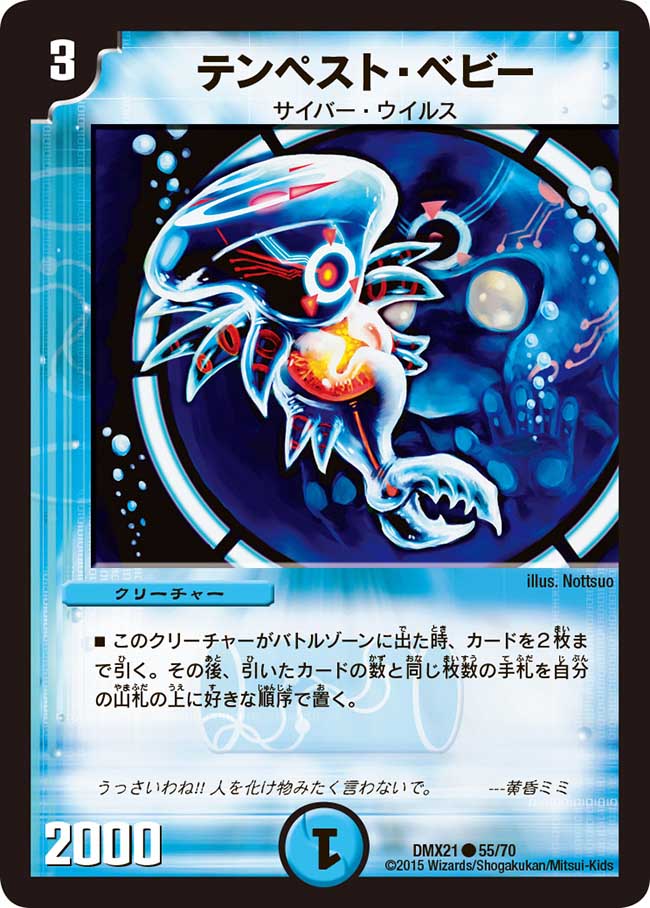 3
テンペスト・ベビー
サイバー・ウイルス
illus. Nottsuo
クリーチャー
■ このクリーチャーがバトルゾーンに出た時、カードを2枚ま
で引く。その後、引いたカードの数と同じ枚数の手札を自分
の山札の上に好きな順序で置く。
うっさいわね!! 人を化け物みたく言わないで。 ---黄昏ミミ
2000
1
DMX21 ● 55/70
©2015 Wizards/Shogakukan/Mitsui-Kids